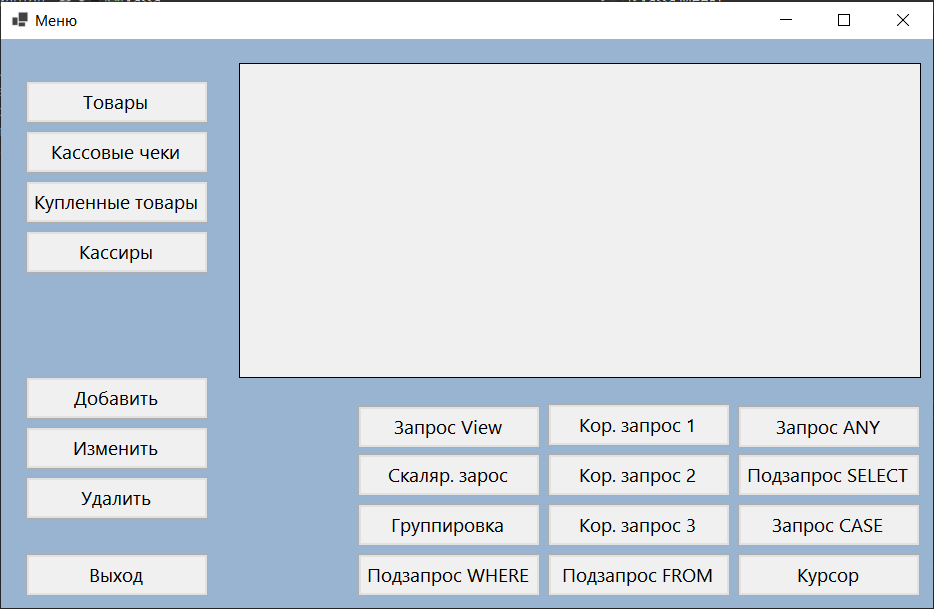 Меню
Товары
Кассовые чеки
Купленные товары
Кассиры
Добавить
Изменить
Удалить
Выход
Запрос View
Кор. запрос 1
Запрос ANY
Скаляр. зарос
Кор. запрос 2
Подзапрос SELECT
Группировка
Кор. запрос 3
Запрос CASE
Подзапрос WHERE
Подзапрос FROM
Курсор